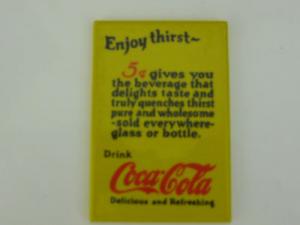 Enjoy thirst~
5¢ gives you
the beverage that
delights taste and
truly quenches thirst
pure and wholesome
-sold everywhere-
glass or bottle.
Drink
Coca-Cola
Delicious and Refreshing